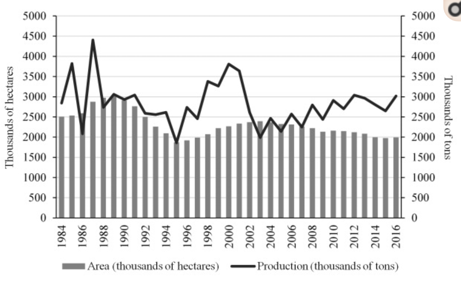 5000 5000
4500 4500
4000 4000
3500 3500
3000 3000
2500 2500
2000 2000
1500 1500
1000 1000
500 500
0 0
Thousands of hectares
Thousands of tons
1984 1986 1988 1990 1992 1994 1996 1998 2000 2002 2004 2006 2008 2010 2012 2014 2016
Area (thousands of hectares) Production (thousands of tons)